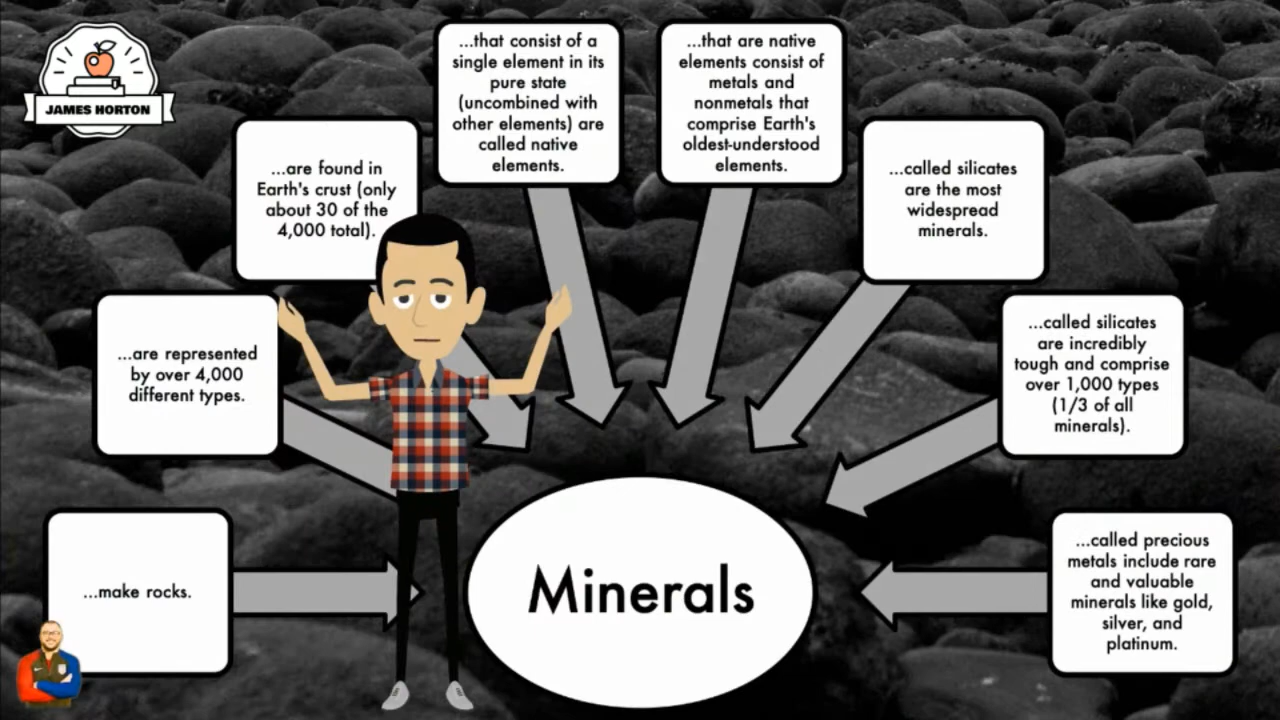 JAMES HORTON
...that consist of a
single element in its
pure state
(uncombined with
other elements) are
called native
elements.
...that are native
elements consist of
metals and
nonmetals that
comprise Earth's
oldest-understood
elements.
...are found in
Earth's crust (only
about 30 of the
4,000 total).
...called silicates
are the most
widespread
minerals.
...are represented
by over 4,000
different types.
...called silicates
are incredibly
tough and comprise
over 1,000 types
(1/3 of all
minerals).
...make rocks.
Minerals
...called precious
metals include rare
and valuable
minerals like gold,
silver, and
platinum.